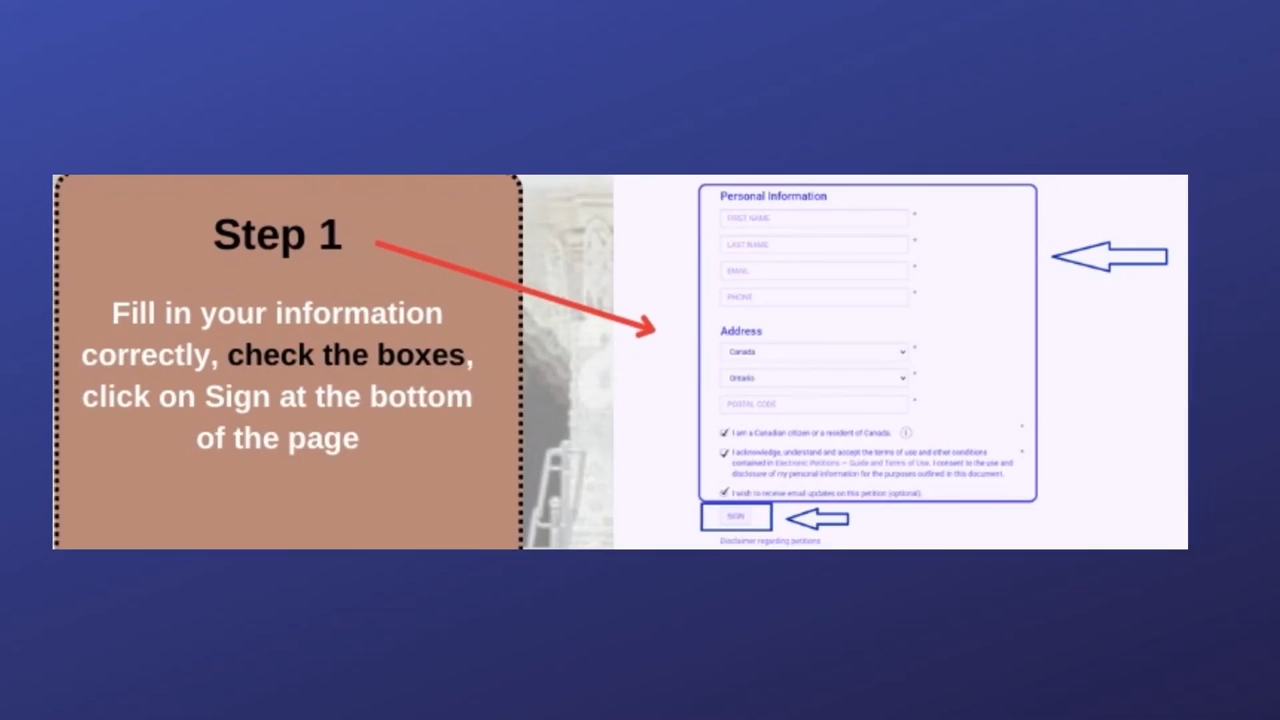 Step 1
Fill in your information
correctly, check the boxes,
click on Sign at the bottom
of the page
Personal Information
FIRST NAME *
LAST NAME *
EMAIL *
PHONE *
Address
Canada *
Ontario *
POSTAL CODE *
I am a Canadian citizen or a resident of Canada. i *
I acknowledge, understand and accept the terms of use and other conditions *
contained in Electronic Petitions – Guide and Terms of Use. I consent to the use and
disclosure of my personal information for the purposes outlined in this document.
I wish to receive email updates on this petition (optional).
SIGN
Disclaimer regarding petitions